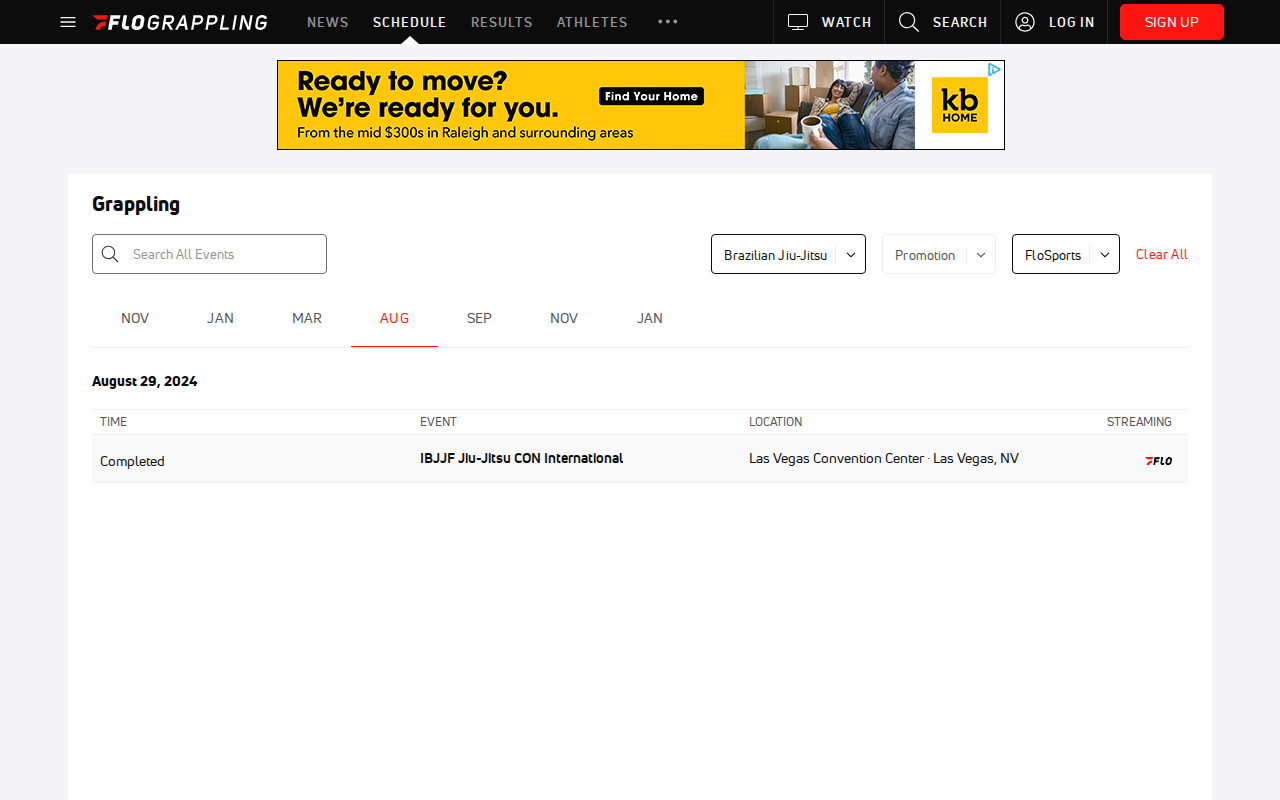 FLOGRAPPLING NEWS SCHEDULE RESULTS ATHLETES ••• WATCH SEARCH LOG IN SIGN UP
Ready to move?
We're ready for you.
From the mid $300s in Raleigh and surrounding areas
Find Your Home
kb
HOME
Grappling
Search All Events Brazilian Jiu-Jitsu Promotion FloSports Clear All
NOV JAN MAR AUG SEP NOV JAN
August 29, 2024
TIME EVENT LOCATION STREAMING
Completed IBJJF Jiu-Jitsu CON International Las Vegas Convention Center · Las Vegas, NV FLO